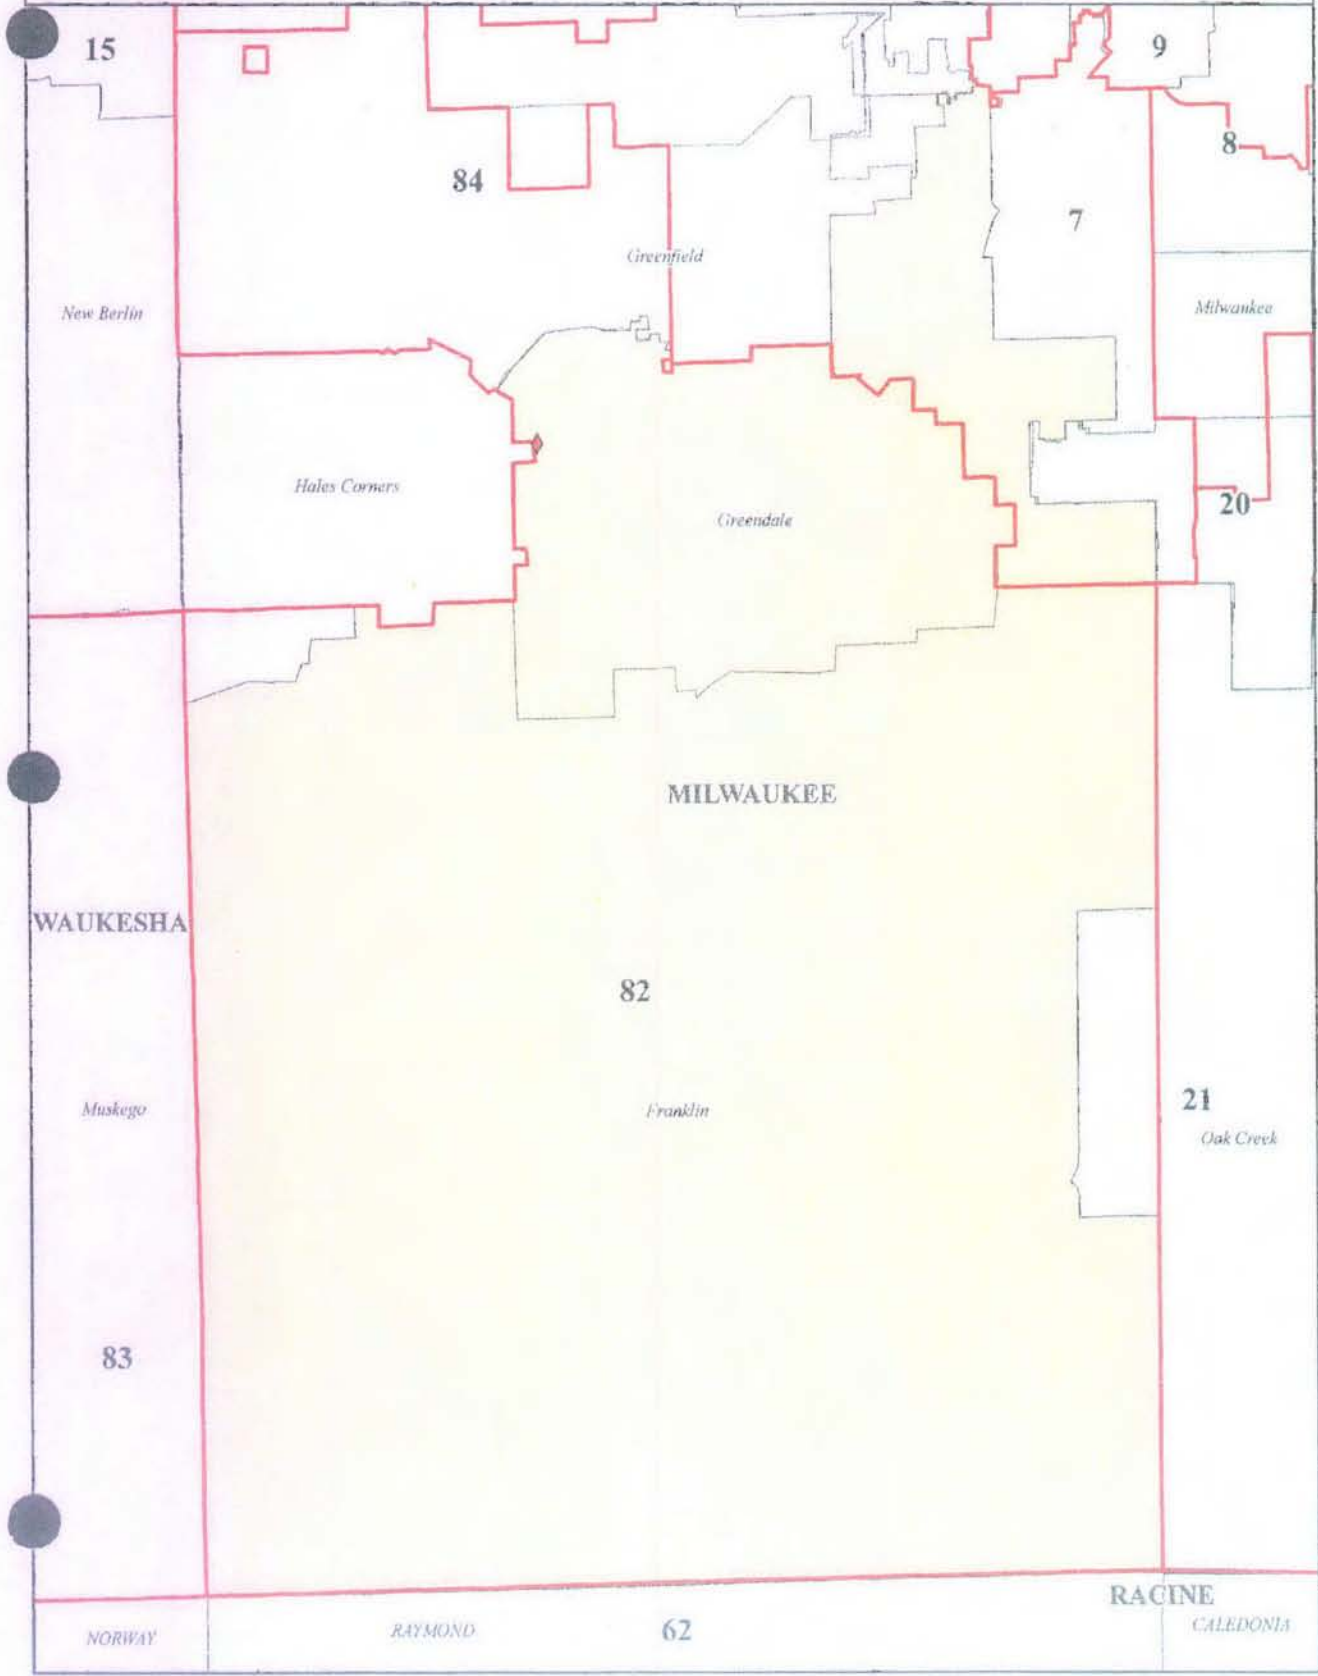 15
9
8
84
7
Greenfield
New Berlin
Milwaukee
Hales Corners
20
Greendale
MILWAUKEE
WAUKESHA
82
21
Muskego
Franklin
Oak Creek
83
RACINE
NORWAY
RAYMOND
62
CALEDONIA